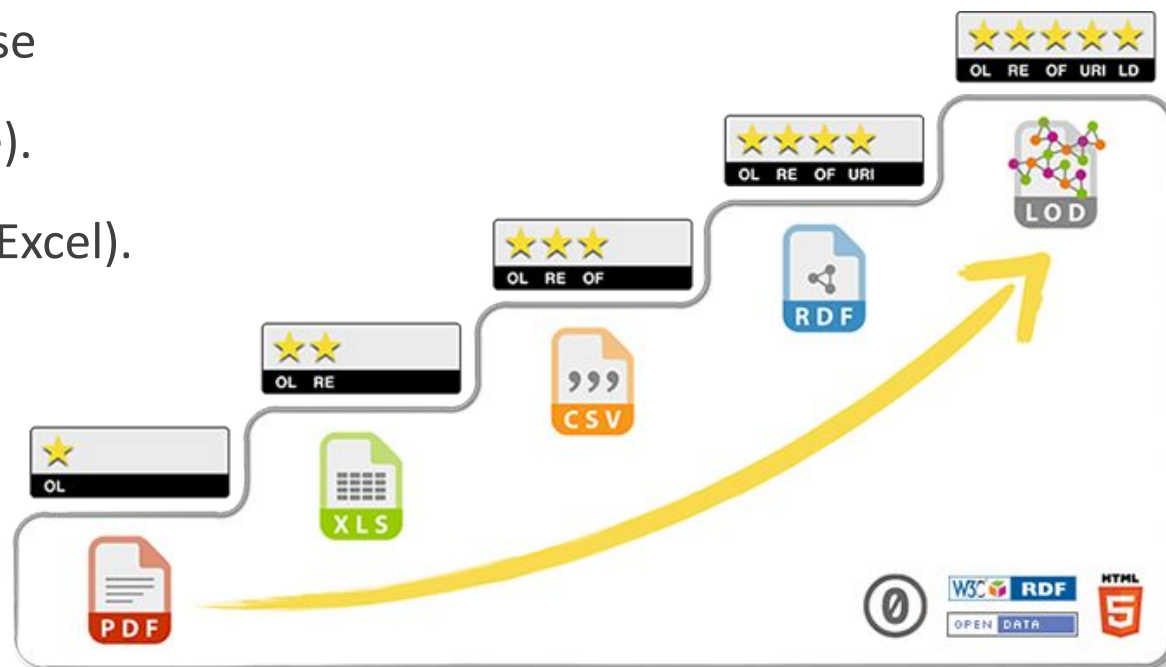 se
).
Excel).
OL RE OF URI LD
LOD
OL RE OF URI
RDF
OL RE OF
,,,
CSV
OL RE
XLS
OL
PDF
0
W3C RDF
OPEN DATA
HTML
5